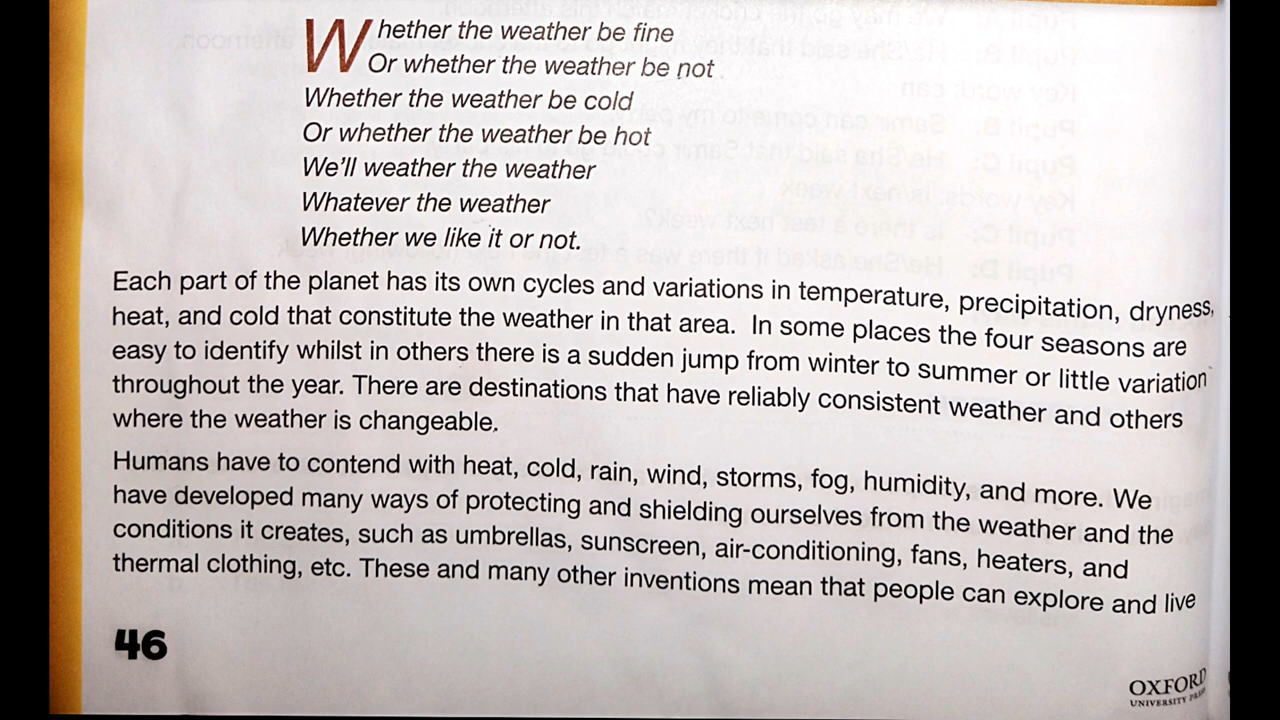 Whether the weather be fine
Or whether the weather be not
Whether the weather be cold
Or whether the weather be hot
We'll weather the weather
Whatever the weather
Whether we like it or not.
Each part of the planet has its own cycles and variations in temperature, precipitation, dryness,
heat, and cold that constitute the weather in that area. In some places the four seasons are
easy to identify whilst in others there is a sudden jump from winter to summer or little variation
throughout the year. There are destinations that have reliably consistent weather and others
where the weather is changeable.
Humans have to contend with heat, cold, rain, wind, storms, fog, humidity, and more. We
have developed many ways of protecting and shielding ourselves from the weather and the
conditions it creates, such as umbrellas, sunscreen, air-conditioning, fans, heaters, and
thermal clothing, etc. These and many other inventions mean that people can explore and live
46
OXFORD
UNIVERSITY PRESS